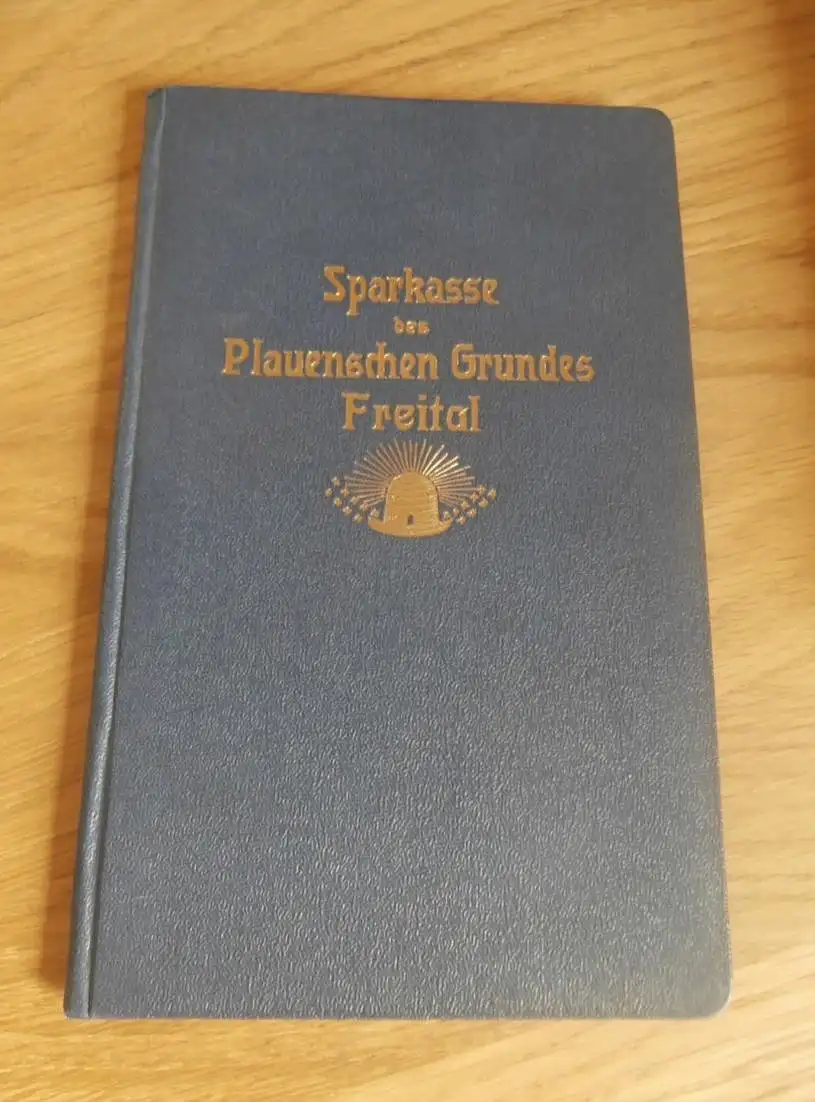 Sparkasse
des
Plauenschen Grundes
Freital